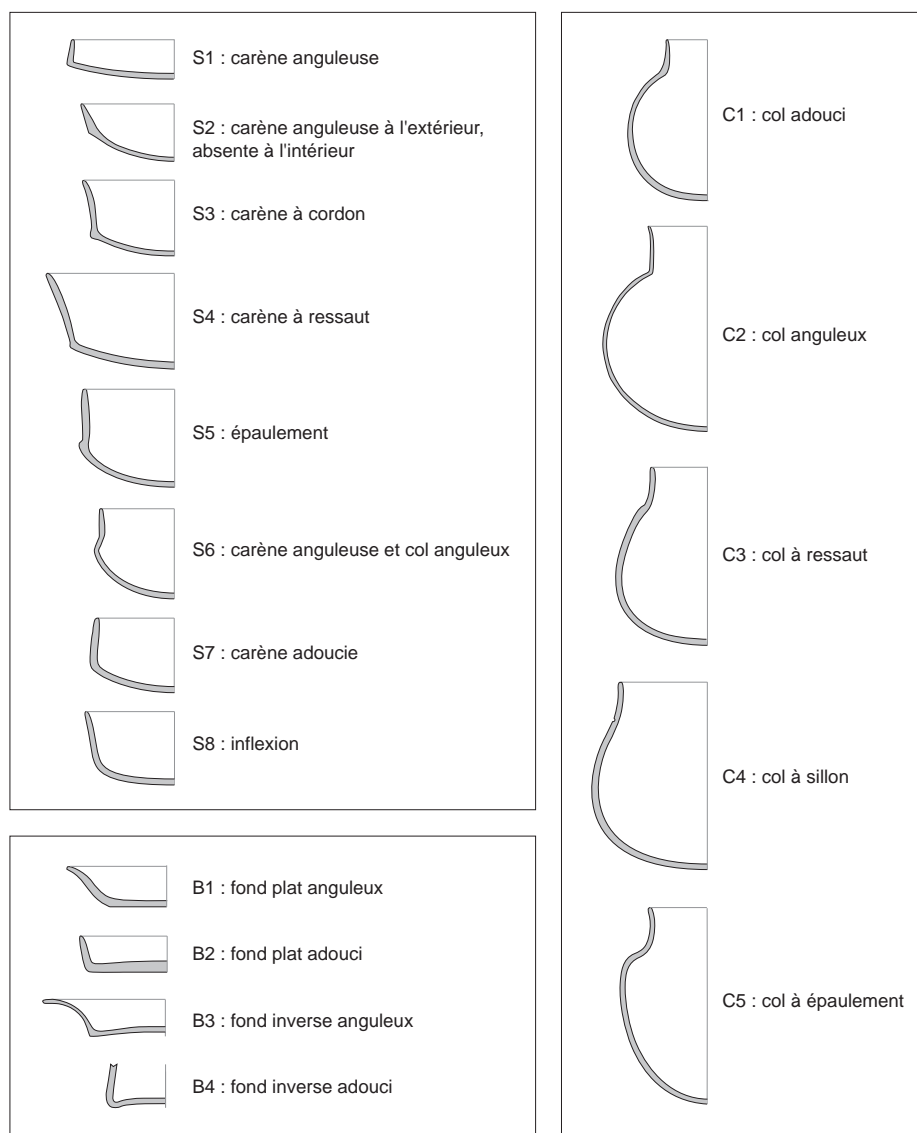 S1 : carène anguleuse
S2 : carène anguleuse à l'extérieur,
absente à l'intérieur
S3 : carène à cordon
S4 : carène à ressaut
S5 : épaulement
S6 : carène anguleuse et col anguleux
S7 : carène adoucie
S8 : inflexion
B1 : fond plat anguleux
B2 : fond plat adouci
B3 : fond inverse anguleux
B4 : fond inverse adouci
C1 : col adouci
C2 : col anguleux
C3 : col à ressaut
C4 : col à sillon
C5 : col à épaulement